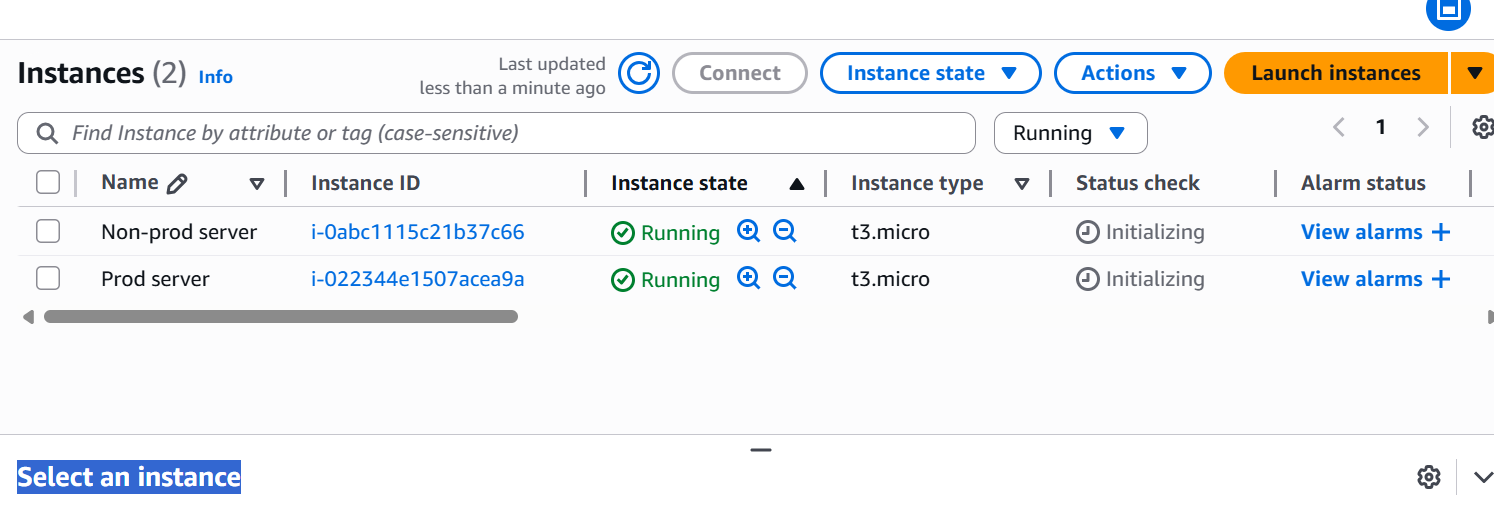 Instances (2) Info
Last updated
less than a minute ago
Connect
Instance state
Actions
Launch instances
Find Instance by attribute or tag (case-sensitive)
Running
1
Name Instance ID Instance state Instance type Status check Alarm status
Non-prod server i-0abc1115c21b37c66 Running t3.micro Initializing View alarms
Prod server i-022344e1507acea9a Running t3.micro Initializing View alarms
Select an instance